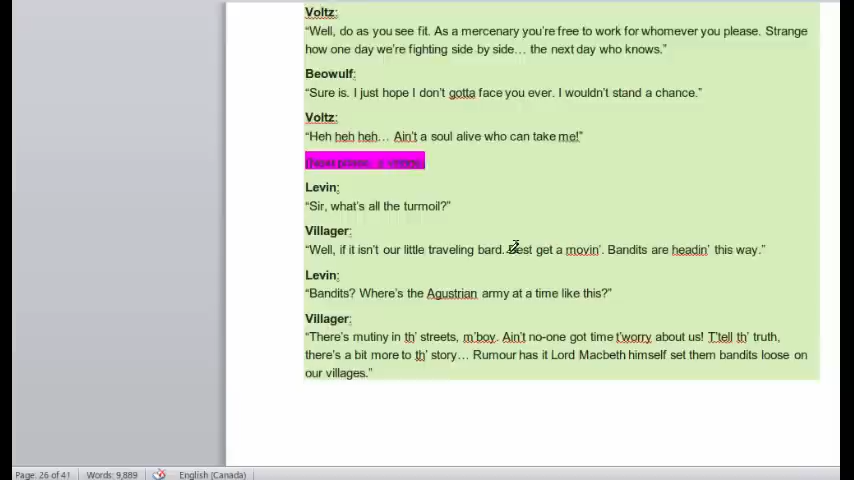 Voltz:
“Well, do as you see fit. As a mercenary you’re free to work for whomever you please. Strange
how one day we’re fighting side by side… the next day who knows.”
Beowulf:
“Sure is. I just hope I don’t gotta face you ever. I wouldn’t stand a chance.”
Voltz:
“Heh heh heh… Ain’t a soul alive who can take me!”
Levin:
“Sir, what’s all the turmoil?”
Villager:
“Well, if it isn’t our little traveling bard. Best get a movin’. Bandits are headin’ this way.”
Levin:
“Bandits? Where’s the Agustrian army at a time like this?”
Villager:
“There’s mutiny in th’ streets, m’boy. Ain’t no-one got time t’worry about us! T’tell th’ truth,
there’s a bit more to th’ story… Rumour has it Lord Macbeth himself set them bandits loose on
our villages.”
Page: 26 of 41 Words: 9,889 English (Canada)